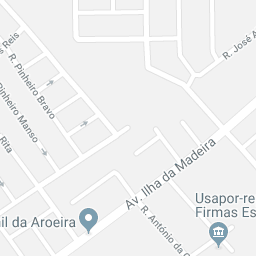 Reis
R. José A
R. Pinheiro Bravo
Pinheiro Manso
Rita
Av. Ilha da Madeira
Usapor-re
Firmas Es
il da Aroeira
R. António da